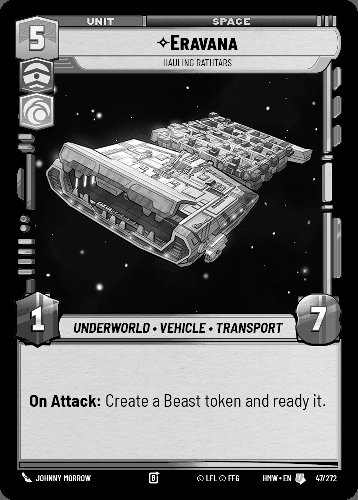 UNIT SPACE
5
✧ERAVANA
HAULING RATHTARS
1
UNDERWORLD • VEHICLE • TRANSPORT
7
On Attack: Create a Beast token and ready it.
JOHNNY MORROW
© LFL © FFG
HMW • EN
47/272